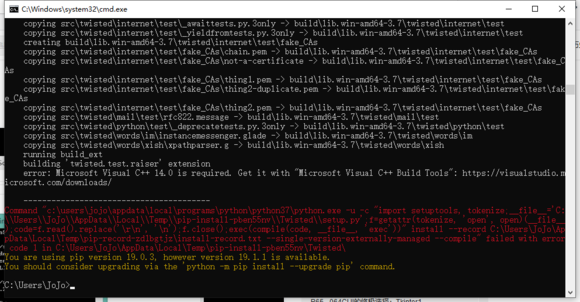 C:\Windows\system32\cmd.exe
copying src\twisted\internet\test\_awaittests.py.3only -> build\lib.win-amd64-3.7\twisted\internet\test
copying src\twisted\internet\test\_yieldfromtests.py.3only -> build\lib.win-amd64-3.7\twisted\internet\test
creating build\lib.win-amd64-3.7\twisted\internet\test\fake_CAs
copying src\twisted\internet\test\fake_CAs\chain.pem -> build\lib.win-amd64-3.7\twisted\internet\test\fake_CAs
copying src\twisted\internet\test\fake_CAs\not-a-certificate -> build\lib.win-amd64-3.7\twisted\internet\test\fake_C
As
copying src\twisted\internet\test\fake_CAs\thing1.pem -> build\lib.win-amd64-3.7\twisted\internet\test\fake_CAs
copying src\twisted\internet\test\fake_CAs\thing2-duplicate.pem -> build\lib.win-amd64-3.7\twisted\internet\test\fak
e_CAs
copying src\twisted\internet\test\fake_CAs\thing2.pem -> build\lib.win-amd64-3.7\twisted\internet\test\fake_CAs
copying src\twisted\mail\test\rfc822.message -> build\lib.win-amd64-3.7\twisted\mail\test
copying src\twisted\python\test\_deprecatetests.py.3only -> build\lib.win-amd64-3.7\twisted\python\test
copying src\twisted\words\im\instancemessenger.glade -> build\lib.win-amd64-3.7\twisted\words\im
copying src\twisted\words\xish\xpathparser.g -> build\lib.win-amd64-3.7\twisted\words\xish
running build_ext
building 'twisted.test.raiser' extension
error: Microsoft Visual C++ 14.0 is required. Get it with "Microsoft Visual C++ Build Tools": https://visualstudio.m
icrosoft.com/downloads/
----------------------------------------
Command "c:\users\jojo\appdata\local\programs\python\python37\python.exe -u -c "import setuptools, tokenize;__file__='C:
\\Users\\JoJo\\AppData\\Local\\Temp\\pip-install-pben55nv\\Twisted\\setup.py';f=getattr(tokenize, 'open', open)(__file__
);code=f.read().replace('\r\n', '\n');f.close();exec(compile(code, __file__, 'exec'))" install --record C:\Users\JoJo\Ap
pData\Local\Temp\pip-record-zslbgtjz\install-record.txt --single-version-externally-managed --compile" failed with error
code 1 in C:\Users\JoJo\AppData\Local\Temp\pip-install-pben55nv\Twisted\
You are using pip version 19.0.3, however version 19.1.1 is available.
You should consider upgrading via the 'python -m pip install --upgrade pip' command.
C:\Users\JoJo>